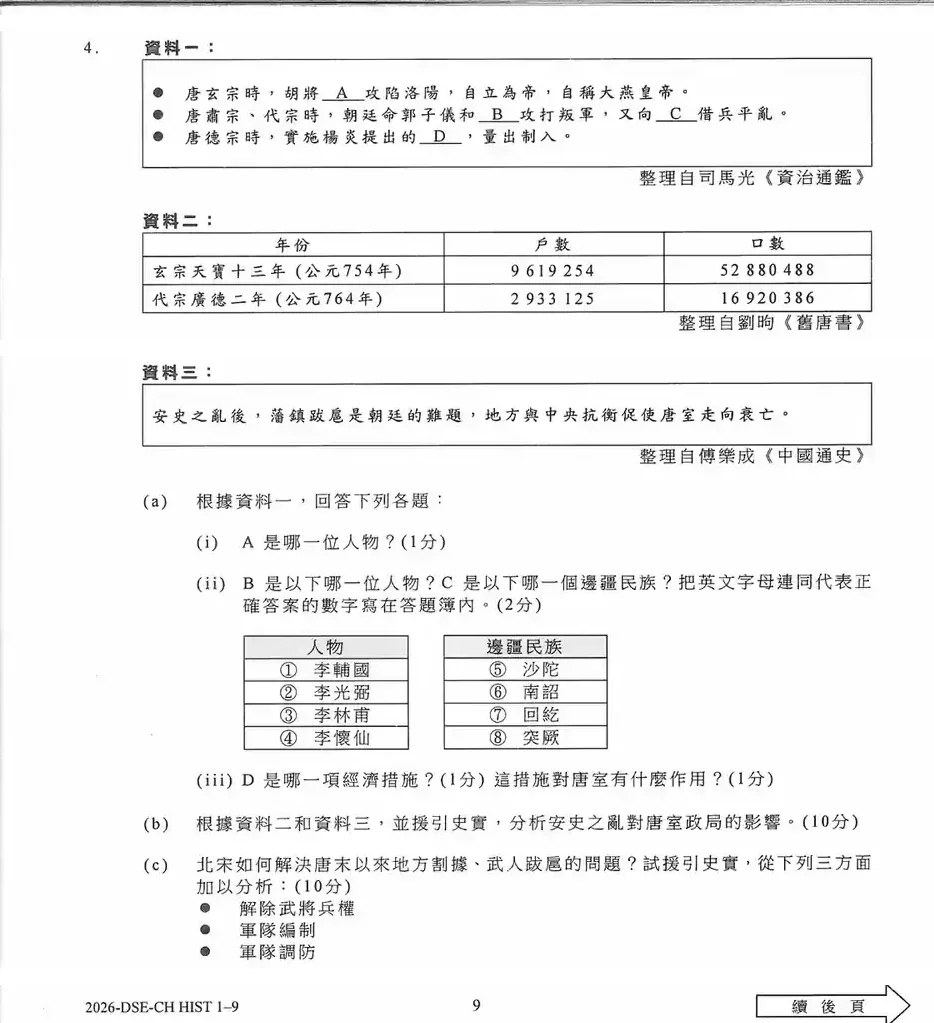 4. 資料一：
● 唐玄宗時，胡將 A 攻陷洛陽，自立為帝，自稱大燕皇帝。
● 唐肅宗、代宗時，朝廷命郭子儀和 B 攻打叛軍，又向 C 借兵平亂。
● 唐德宗時，實施楊炎提出的 D ，量出制入。
整理自司馬光《資治通鑑》
資料二：
年份 戶數 口數
玄宗天寶十三年 (公元754年) 9 619 254 52 880 488
代宗廣德二年 (公元764年) 2 933 125 16 920 386
整理自劉昫《舊唐書》
資料三：
安史之亂後，藩鎮跋扈是朝廷的難題，地方與中央抗衡促使唐室走向衰亡。
整理自傅樂成《中國通史》
(a) 根據資料一，回答下列各題：
(i) A 是哪一位人物？(1分)
(ii) B 是以下哪一位人物？C 是以下哪一個邊疆民族？把英文字母連同代表正
確答案的數字寫在答題簿內。(2分)
人物 邊疆民族
① 李輔國 ⑤ 沙陀
② 李光弼 ⑥ 南詔
③ 李林甫 ⑦ 回紇
④ 李懷仙 ⑧ 突厥
(iii) D 是哪一項經濟措施？(1分) 這措施對唐室有什麼作用？(1分)
(b) 根據資料二和資料三，並援引史實，分析安史之亂對唐室政局的影響。(10分)
(c) 北宋如何解決唐末以來地方割據、武人跋扈的問題？試援引史實，從下列三方面
加以分析：(10分)
● 解除武將兵權
● 軍隊編制
● 軍隊調防
2026-DSE-CH HIST 1–9 9 續後頁